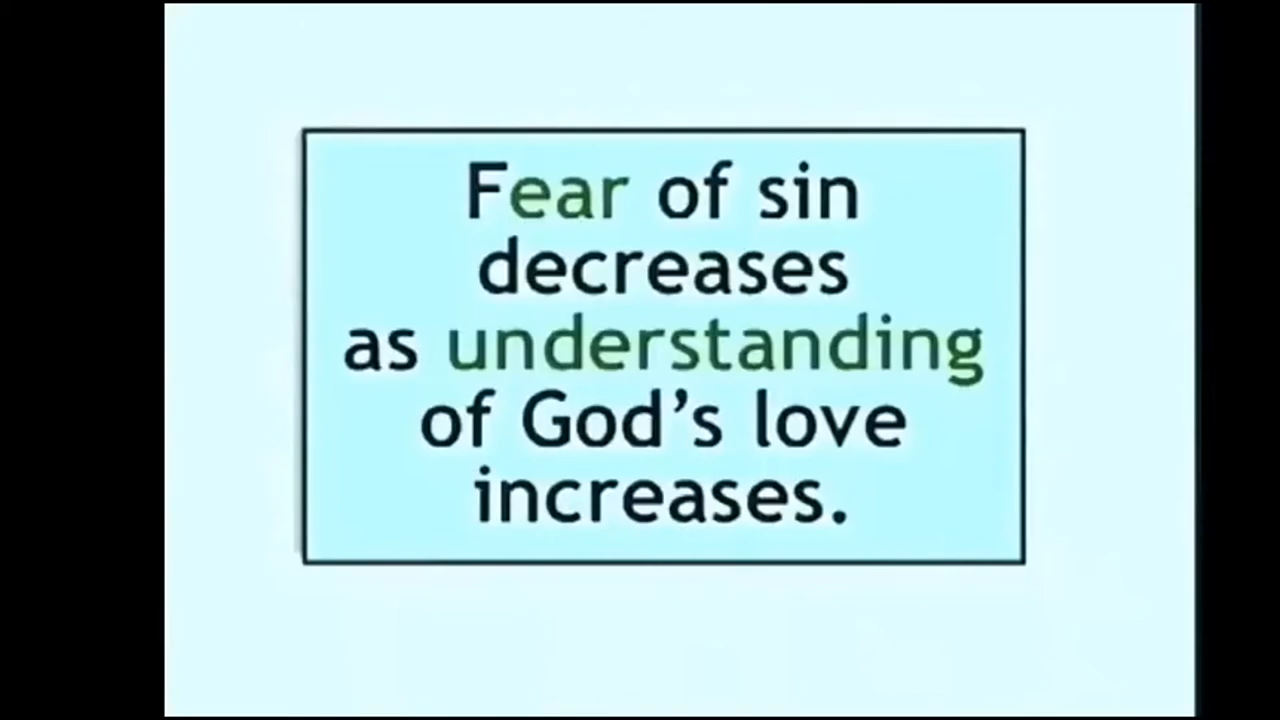 Fear of sin
decreases
as understanding
of God’s love
increases.